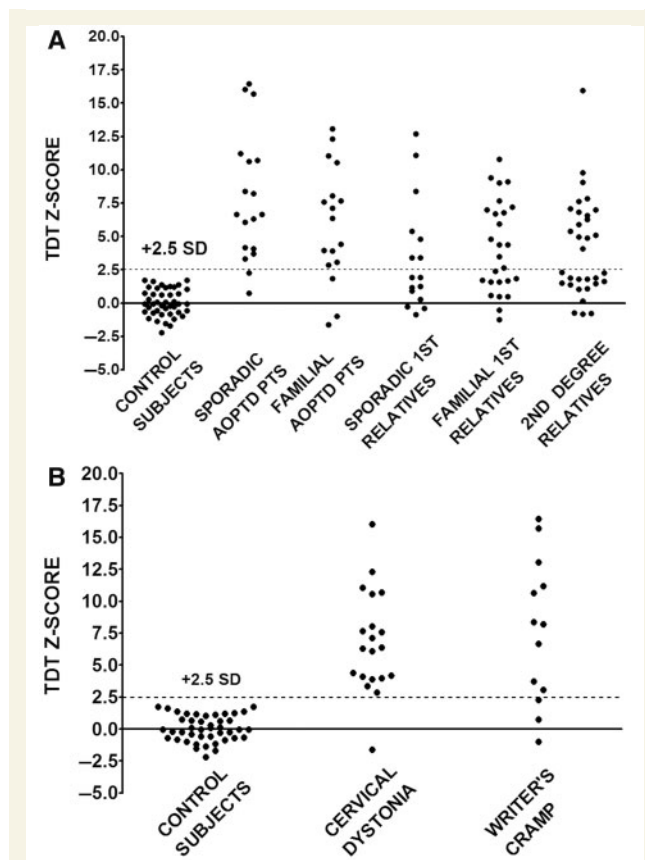 A
20.0
17.5
15.0
12.5
10.0
7.5
5.0
2.5
0.0
−2.5
−5.0
TDT Z-SCORE
+2.5 SD
CONTROL
SUBJECTS
SPORADIC
AOPTD PTS
FAMILIAL
AOPTD PTS
SPORADIC 1ST
RELATIVES
FAMILIAL 1ST
RELATIVES
2ND DEGREE
RELATIVES
B
20.0
17.5
15.0
12.5
10.0
7.5
5.0
2.5
0.0
−2.5
−5.0
TDT Z-SCORE
+2.5 SD
CONTROL
SUBJECTS
CERVICAL
DYSTONIA
WRITER'S
CRAMP